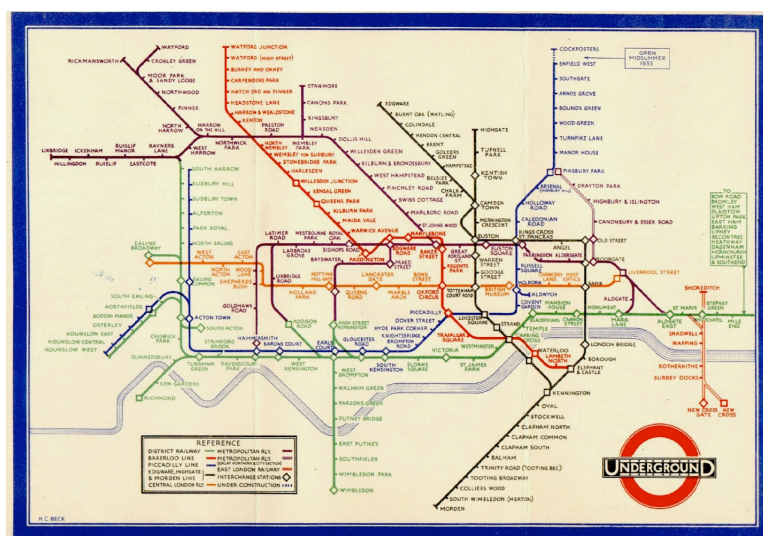 WATFORD
CROXLEY GREEN
RICKMANSWORTH
MOOR PARK
& SANDY LODGE
NORTHWOOD
PINNER
NORTH
HARROW
HARROW
ON THE HILL
UXBRIDGE
ICKENHAM
RUISLIP
MANOR
RAYNERS
LANE
WEST
HARROW
HILLINGDON
RUISLIP
EASTCOTE
NORTHWICK
PARK
PRESTON
ROAD
WEMBLEY
PARK
WATFORD JUNCTION
WATFORD (HIGH STREET)
BUSHEY AND OXHEY
CARPENDERS PARK
HATCH END FOR PINNER
HEADSTONE LANE
HARROW & WEALDSTONE
KENTON
NORTH
WEMBLEY
WEMBLEY FOR SUDBURY
STONEBRIDGE PARK
HARLESDEN
WILLESDEN JUNCTION
KENSAL GREEN
QUEENS PARK
KILBURN PARK
MAIDA VALE
WARWICK AVENUE
PADDINGTON
STANMORE
CANONS PARK
KINGSBURY
NEASDEN
DOLLIS HILL
WILLESDEN GREEN
KILBURN & BRONDESBURY
WEST HAMPSTEAD
FINCHLEY ROAD
SWISS COTTAGE
MARLBORO ROAD
ST. JOHNS WOOD
MARYLEBONE
EDGWARE
ROAD
BAKER
STREET
EDGWARE
BURNT OAK (WATLING)
COLINDALE
HENDON CENTRAL
BRENT
GOLDERS
GREEN
HAMPSTEAD
BELSIZE
PARK
CHALK
FARM
HIGHGATE
TUFNELL
PARK
KENTISH
TOWN
CAMDEN
TOWN
MORNINGTON
CRESCENT
EUSTON
COCKFOSTERS
ENFIELD WEST
OPEN
MIDSUMMER
1933
SOUTHGATE
ARNOS GROVE
BOUNDS GREEN
WOOD GREEN
TURNPIKE LANE
MANOR HOUSE
FINSBURY
PARK
ARSENAL
(HIGHBURY HILL)
HOLLOWAY
ROAD
CALEDONIAN
ROAD
KINGS CROSS
ST. PANCRAS
DRAYTON PARK
HIGHBURY & ISLINGTON
CANONBURY & ESSEX ROAD
ANGEL
OLD STREET
MOORGATE
LIVERPOOL STREET
FARRINGDON
ALDERSGATE
TO
BOW ROAD
BROMLEY
WEST HAM
PLAISTOW
UPTON PARK
EAST HAM
BARKING
UPNEY
BECONTREE
HEATHWAY
DAGENHAM
HORNCHURCH
UPMINSTER
& SOUTHEND
SOUTH HARROW
SUDBURY HILL
SUDBURY TOWN
ALPERTON
PARK ROYAL
NORTH EALING
EALING
BROADWAY
WEST
ACTON
EAST
ACTON
EALING
COMMON
NORTH
ACTON
WOOD
LANE
SHEPHERDS
BUSH
LATIMER
ROAD
WESTBOURNE
PARK
ROYAL
OAK
LADBROKE
GROVE
BISHOPS ROAD
BAYSWATER
PRAED
STREET
UXBRIDGE
ROAD
NOTTING
HILL GATE
HOLLAND
PARK
QUEENS
ROAD
LANCASTER
GATE
MARBLE
ARCH
BOND
STREET
OXFORD
CIRCUS
GREAT
PORTLAND
ST.
REGENTS
PARK
EUSTON
SQUARE
WARREN
STREET
GOODGE
STREET
TOTTENHAM
COURT ROAD
RUSSELL
SQUARE
BRITISH
MUSEUM
HOLBORN
CHANCERY
LANE
POST
OFFICE
BANK
ALDWYCH
COVENT
GARDEN
LEICESTER
SQUARE
STRAND
PICCADILLY
DOVER STREET
HYDE PARK CORNER
KNIGHTSBRIDGE
BROMPTON
ROAD
TRAFALGAR
SQUARE
SOUTH EALING
NORTHFIELDS
BOSTON MANOR
OSTERLEY
HOUNSLOW EAST
HOUNSLOW CENTRAL
HOUNSLOW WEST
ACTON TOWN
SOUTH ACTON
CHISWICK
PARK
GUNNERSBURY
KEW GARDENS
RICHMOND
TURNHAM
GREEN
STAMFORD
BROOK
RAVENSCOURT
PARK
GOLDHAWK
ROAD
HAMMERSMITH
BARONS COURT
WEST
KENSINGTON
ADDISON
ROAD
HIGH STREET
KENSINGTON
EARLS
COURT
GLOUCESTER
ROAD
SOUTH
KENSINGTON
SLOANE
SQUARE
VICTORIA
ST. JAMES
PARK
WESTMINSTER
CHARING
CROSS
TEMPLE
BLACKFRIARS
MANSION
HOUSE
CANNON
STREET
MONUMENT
MARK
LANE
ALDGATE
ALDGATE
EAST
ST MARYS
STEPNEY
GREEN
MILE
END
SHOREDITCH
SHADWELL
WAPPING
ROTHERHITHE
SURREY DOCKS
NEW CROSS
GATE
NEW
CROSS
WEST
BROMPTON
WALHAM GREEN
PARSONS GREEN
PUTNEY BRIDGE
EAST PUTNEY
SOUTHFIELDS
WIMBLEDON PARK
WIMBLEDON
WATERLOO
LAMBETH
NORTH
ELEPHANT
& CASTLE
LONDON BRIDGE
BOROUGH
KENNINGTON
OVAL
STOCKWELL
CLAPHAM NORTH
CLAPHAM COMMON
CLAPHAM SOUTH
BALHAM
TRINITY ROAD (TOOTING BEC)
TOOTING BROADWAY
COLLIERS WOOD
SOUTH WIMBLEDON (MERTON)
MORDEN
REFERENCE
DISTRICT RAILWAY
BAKERLOO LINE
PICCADILLY LINE
EDGWARE, HIGHGATE
& MORDEN LINE
CENTRAL LONDON RLY.
METROPOLITAN RLY.
METROPOLITAN RLY.
(GREAT NORTHERN & CITY SECTION)
EAST LONDON RAILWAY
INTERCHANGE STATIONS
UNDER CONSTRUCTION
UNDERGROUND
H.C. BECK